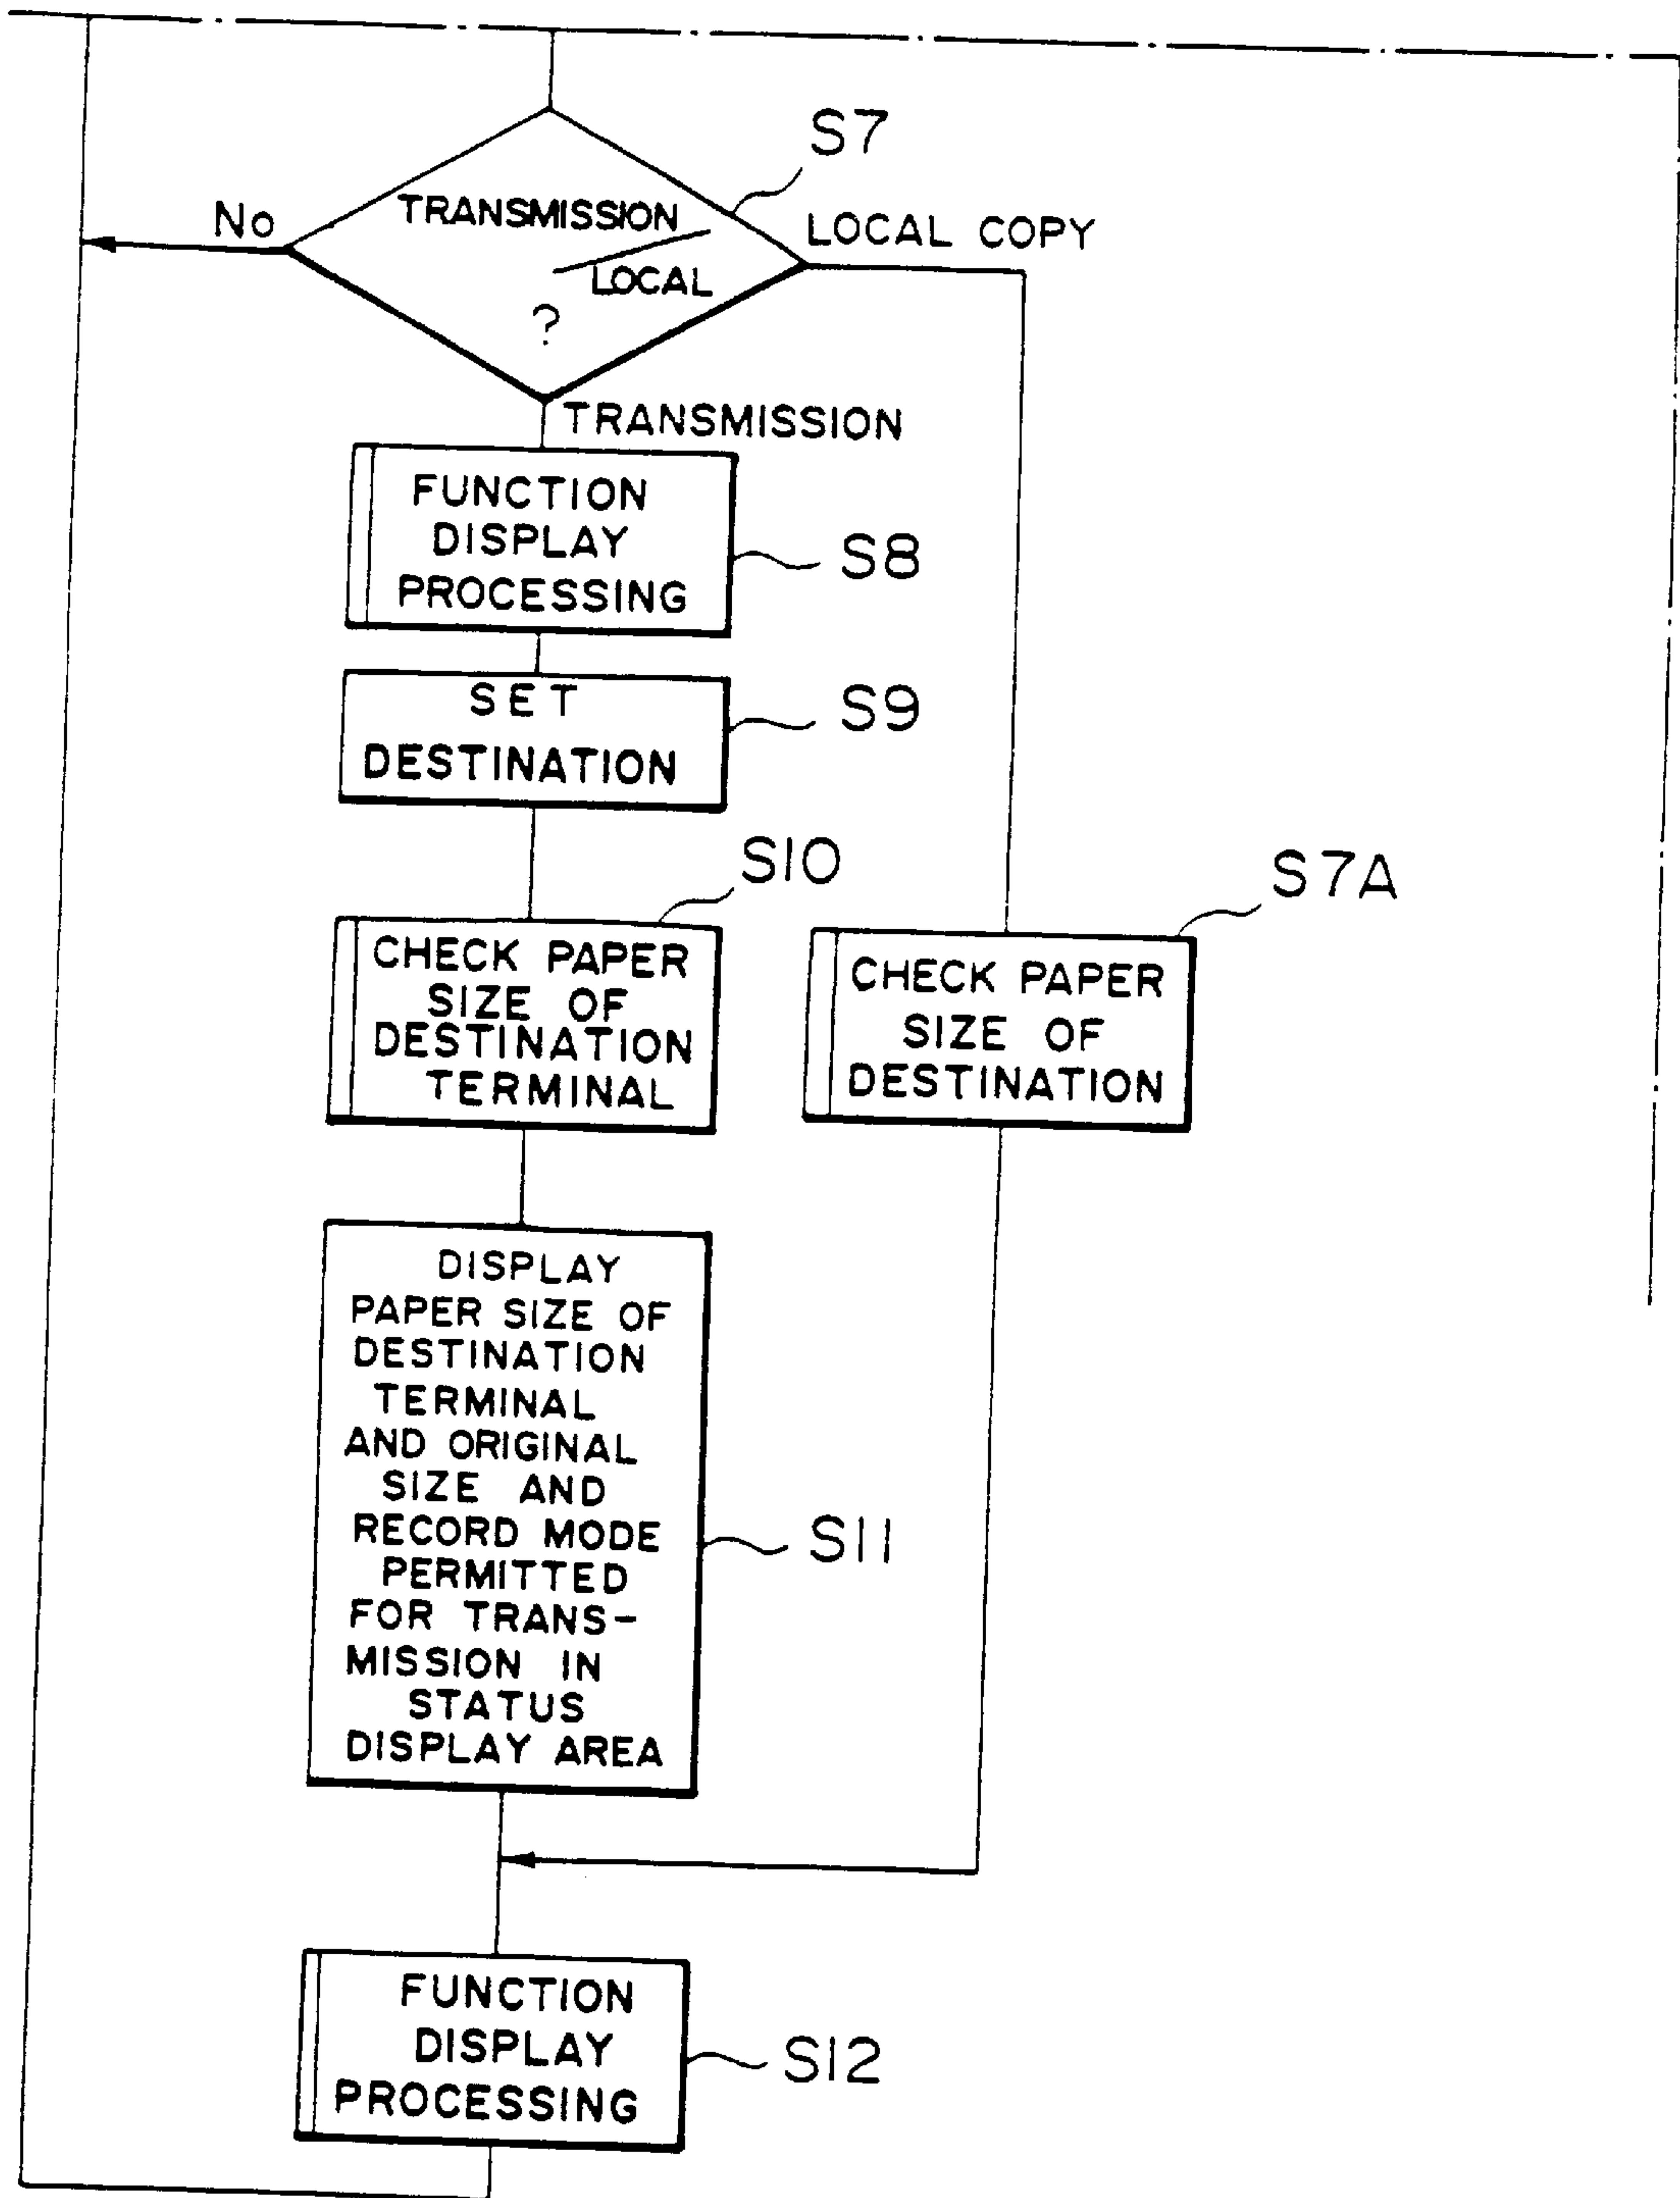 S7
No
TRANSMISSION
LOCAL
?
LOCAL COPY
TRANSMISSION
FUNCTION
DISPLAY
PROCESSING
S8
SET
DESTINATION
S9
S10
CHECK PAPER
SIZE OF
DESTINATION
TERMINAL
S7A
CHECK PAPER
SIZE OF
DESTINATION
DISPLAY
PAPER SIZE OF
DESTINATION
TERMINAL
AND ORIGINAL
SIZE AND
RECORD MODE
PERMITTED
FOR TRANS-
MISSION IN
STATUS
DISPLAY AREA
S11
FUNCTION
DISPLAY
PROCESSING
S12